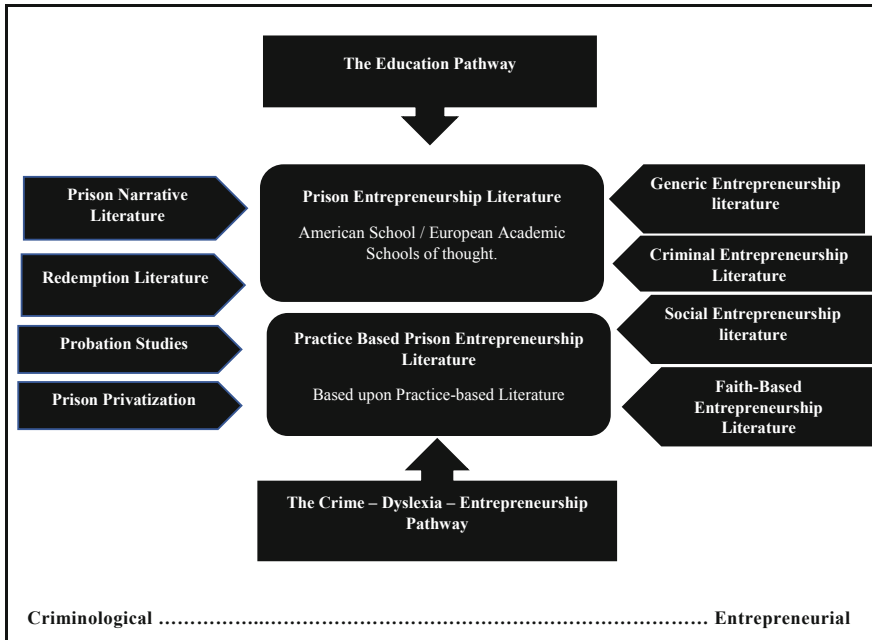 The Education Pathway
Prison Narrative
Literature
Redemption Literature
Probation Studies
Prison Privatization
Prison Entrepreneurship Literature
American School / European Academic
Schools of thought.
Practice Based Prison Entrepreneurship
Literature
Based upon Practice-based Literature
Generic Entrepreneurship
literature
Criminal Entrepreneurship
Literature
Social Entrepreneurship
literature
Faith-Based
Entrepreneurship
Literature
The Crime – Dyslexia – Entrepreneurship
Pathway
Criminological ……………...…………………………………………………………… Entrepreneurial